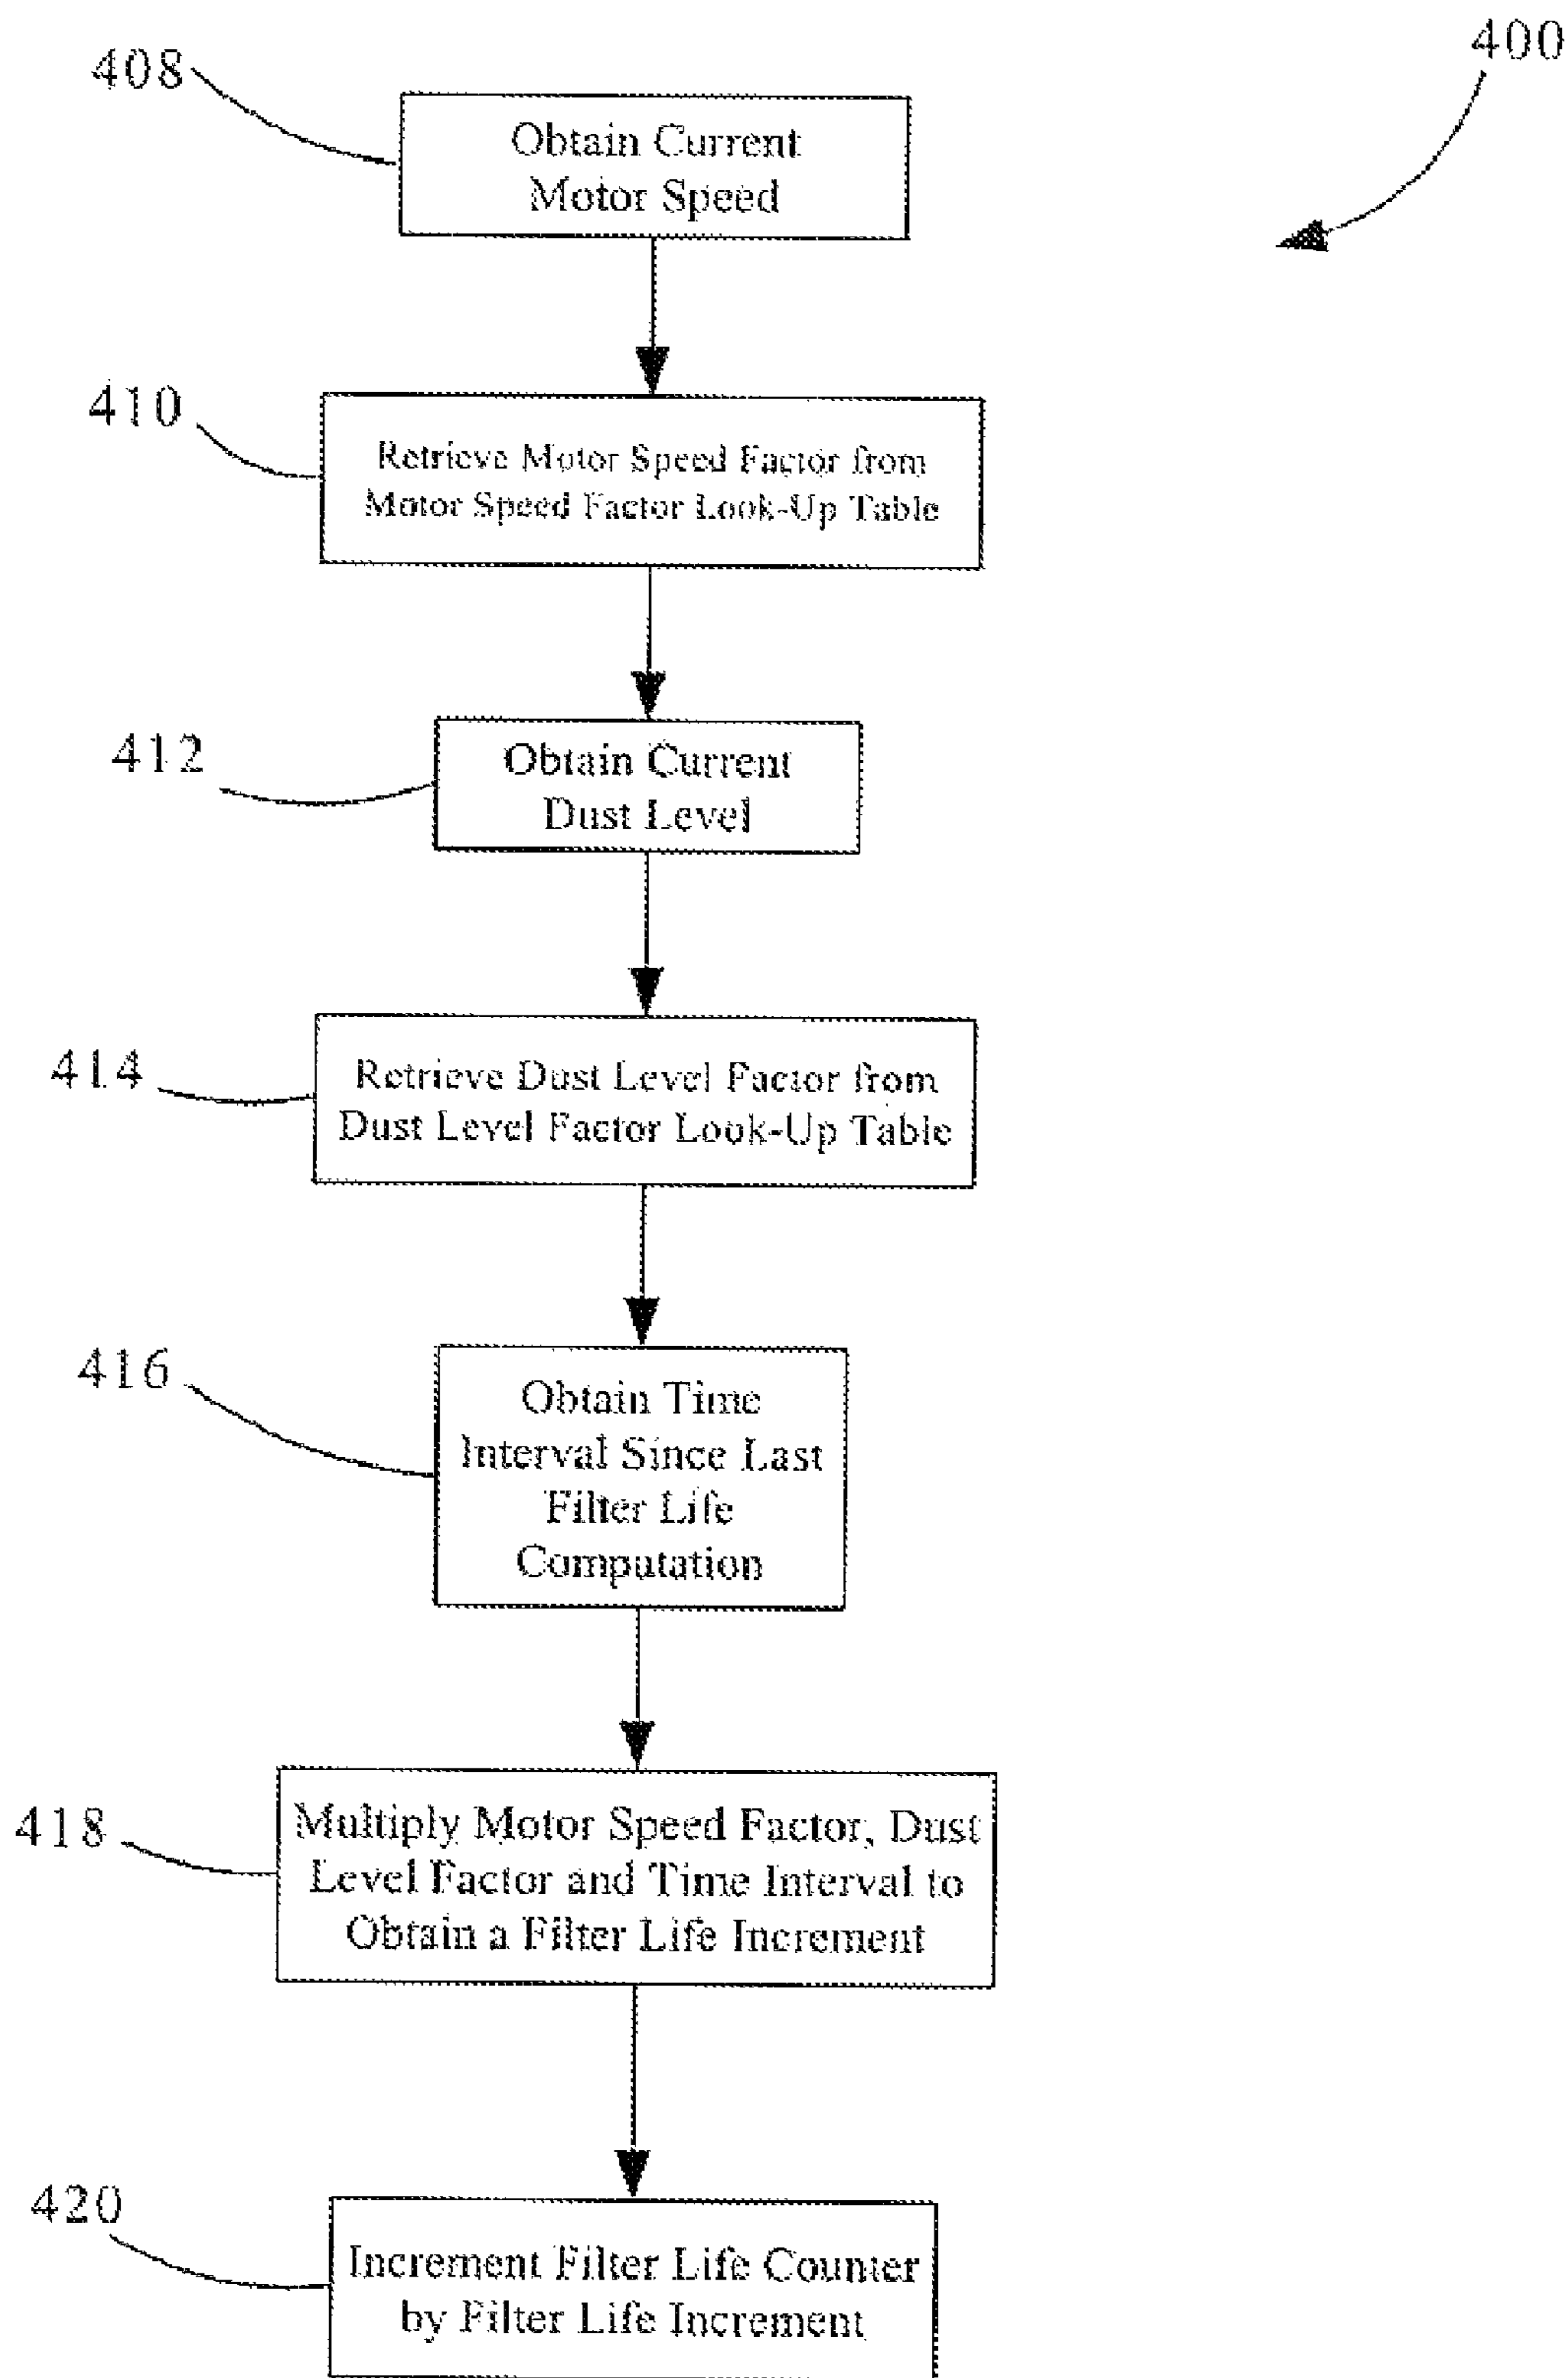 400
408
Obtain Current
Motor Speed
410
Retrieve Motor Speed Factor from
Motor Speed Factor Look-Up Table
412
Obtain Current
Dust Level
414
Retrieve Dust Level Factor from
Dust Level Factor Look-Up Table
416
Obtain Time
Interval Since Last
Filter Life
Computation
418
Multiply Motor Speed Factor, Dust
Level Factor and Time Interval to
Obtain a Filter Life Increment
420
Increment Filter Life Counter
by Filter Life Increment